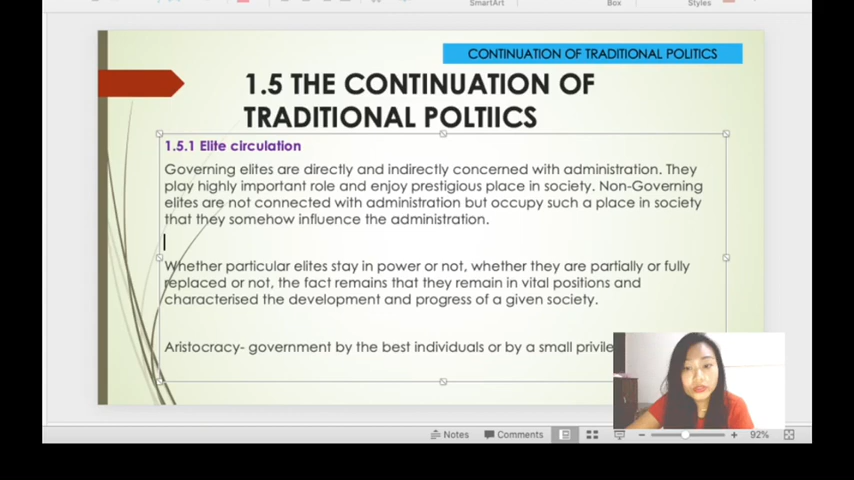 SmartArt
Box
Styles
CONTINUATION OF TRADITIONAL POLITICS
1.5 THE CONTINUATION OF
TRADITIONAL POLTIICS
1.5.1 Elite circulation
Governing elites are directly and indirectly concerned with administration. They
play highly important role and enjoy prestigious place in society. Non-Governing
elites are not connected with administration but occupy such a place in society
that they somehow influence the administration.
Whether particular elites stay in power or not, whether they are partially or fully
replaced or not, the fact remains that they remain in vital positions and
characterised the development and progress of a given society.
Aristocracy- government by the best individuals or by a small
Notes
Comments
92%